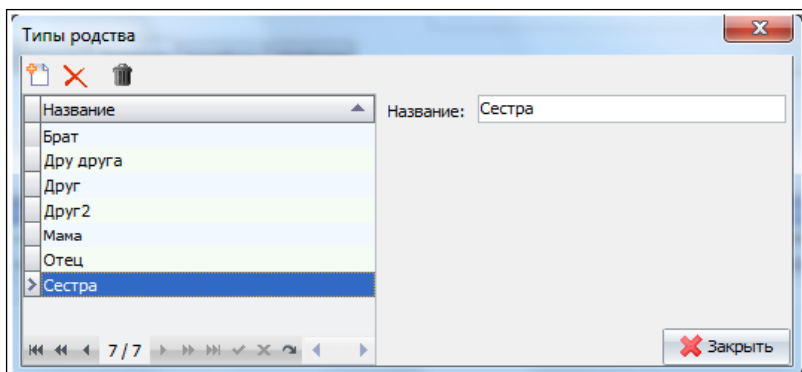 Типы родства
Название
Название: Сестра
Брат
Дру друга
Друг
Друг2
Мама
Отец
Сестра
7 / 7
Закрыть